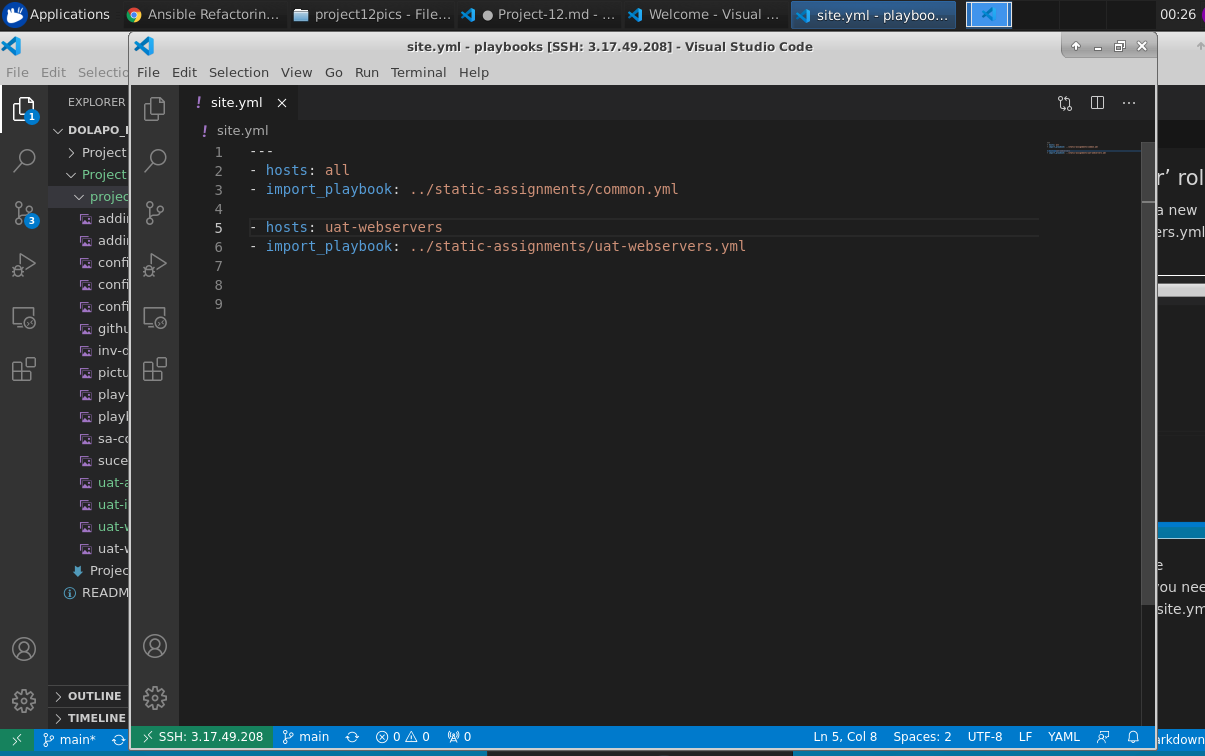 Applications
Ansible Refactorin...
project12pics - File...
● Project-12.md - ...
Welcome - Visual ...
site.yml - playboo...
00:26
site.yml - playbooks [SSH: 3.17.49.208] - Visual Studio Code
File Edit Selectio
File Edit Selection View Go Run Terminal Help
EXPLORER
1
3
DOLAPO_
Project
Project
projec
addi
addi
confi
confi
confi
githu
inv-
pictu
play-
play
sa-c
suce
uat-
uat-i
uat-
uat-
Projec
README
OUTLINE
TIMELINE
main*
site.yml
site.yml
1 ---
2 - hosts: all
3 - import_playbook: ../static-assignments/common.yml
4
5 - hosts: uat-webservers
6 - import_playbook: ../static-assignments/uat-webservers.yml
7
8
9
SSH: 3.17.49.208 main 0 0 0 Ln 5, Col 8 Spaces: 2 UTF-8 LF YAML
r’ rol
a new
ers.yml
e
you nee
site.ym
arkdown